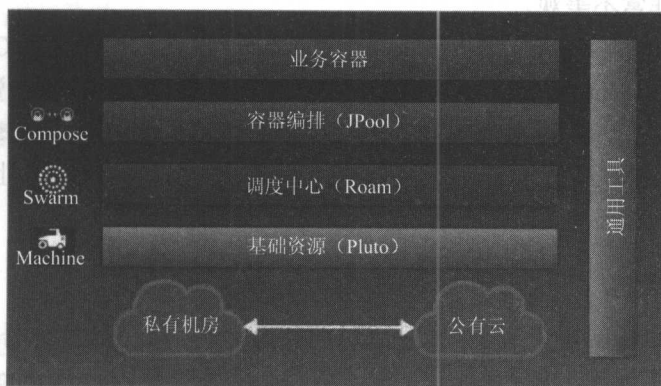 业务容器
容器编排（JPool）
Compose
调度中心（Roam）
Swarm
基础资源（Pluto）
Machine
私有机房
公有云
通用工具